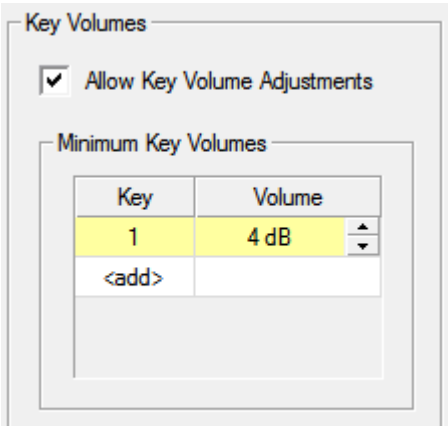 Key Volumes
Allow Key Volume Adjustments
Minimum Key Volumes
Key Volume
1 4 dB
<add>